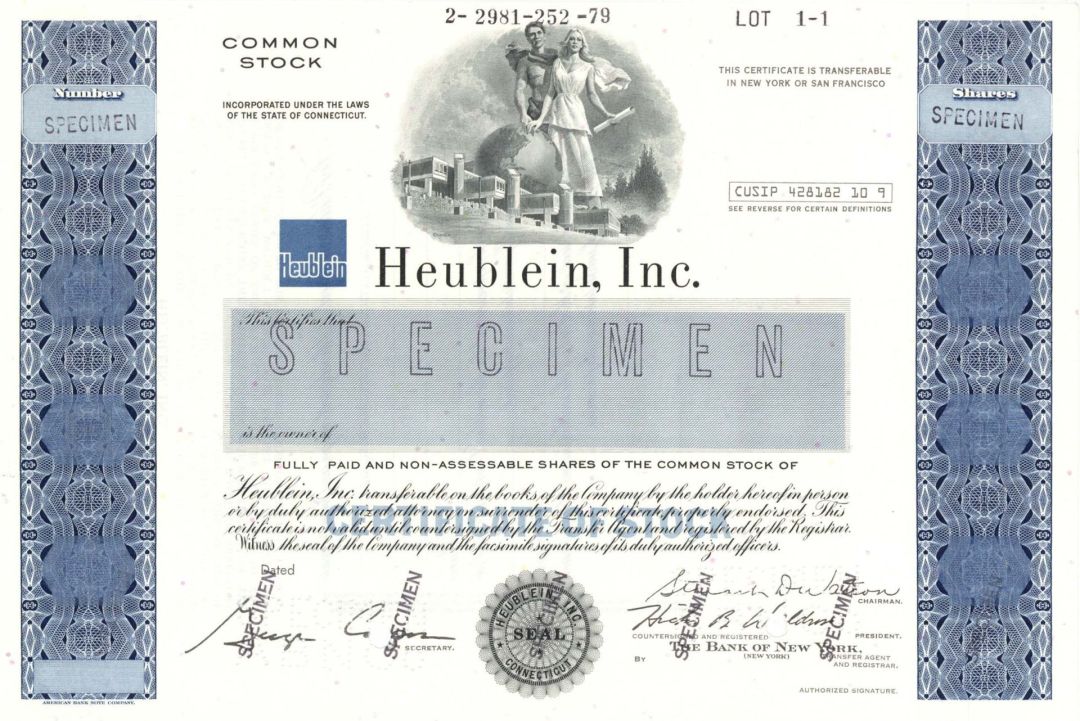 2-2981-252-79
LOT 1-1
COMMON
STOCK
INCORPORATED UNDER THE LAWS
OF THE STATE OF CONNECTICUT.
THIS CERTIFICATE IS TRANSFERABLE
IN NEW YORK OR SAN FRANCISCO
Number
SPECIMEN
Shares
SPECIMEN
CUSIP 428182 10 9
SEE REVERSE FOR CERTAIN DEFINITIONS
Heublein
Heublein, Inc.
This certifies that
SPECIMEN
is the owner of
FULLY PAID AND NON-ASSESSABLE SHARES OF THE COMMON STOCK OF
Heublein, Inc. transferable on the books of the Company by the holder hereof in person
or by duly authorized attorney upon surrender of this certificate properly endorsed. This
certificate is not valid until countersigned by the Transfer Agent and registered by the Registrar.
Witness the seal of the Company and the facsimile signatures of its duly authorized officers.
CERTIFICATE OF STOCK
Dated
SPECIMEN
SPECIMEN
SPECIMEN
SPECIMEN
SPECIMEN
SECRETARY.
HEUBLEIN, INC.
SEAL
CONNECTICUT
CHAIRMAN.
PRESIDENT.
COUNTERSIGNED AND REGISTERED
THE BANK OF NEW YORK,
(NEW YORK)
TRANSFER AGENT
AND REGISTRAR,
By
AUTHORIZED SIGNATURE.
AMERICAN BANK NOTE COMPANY.